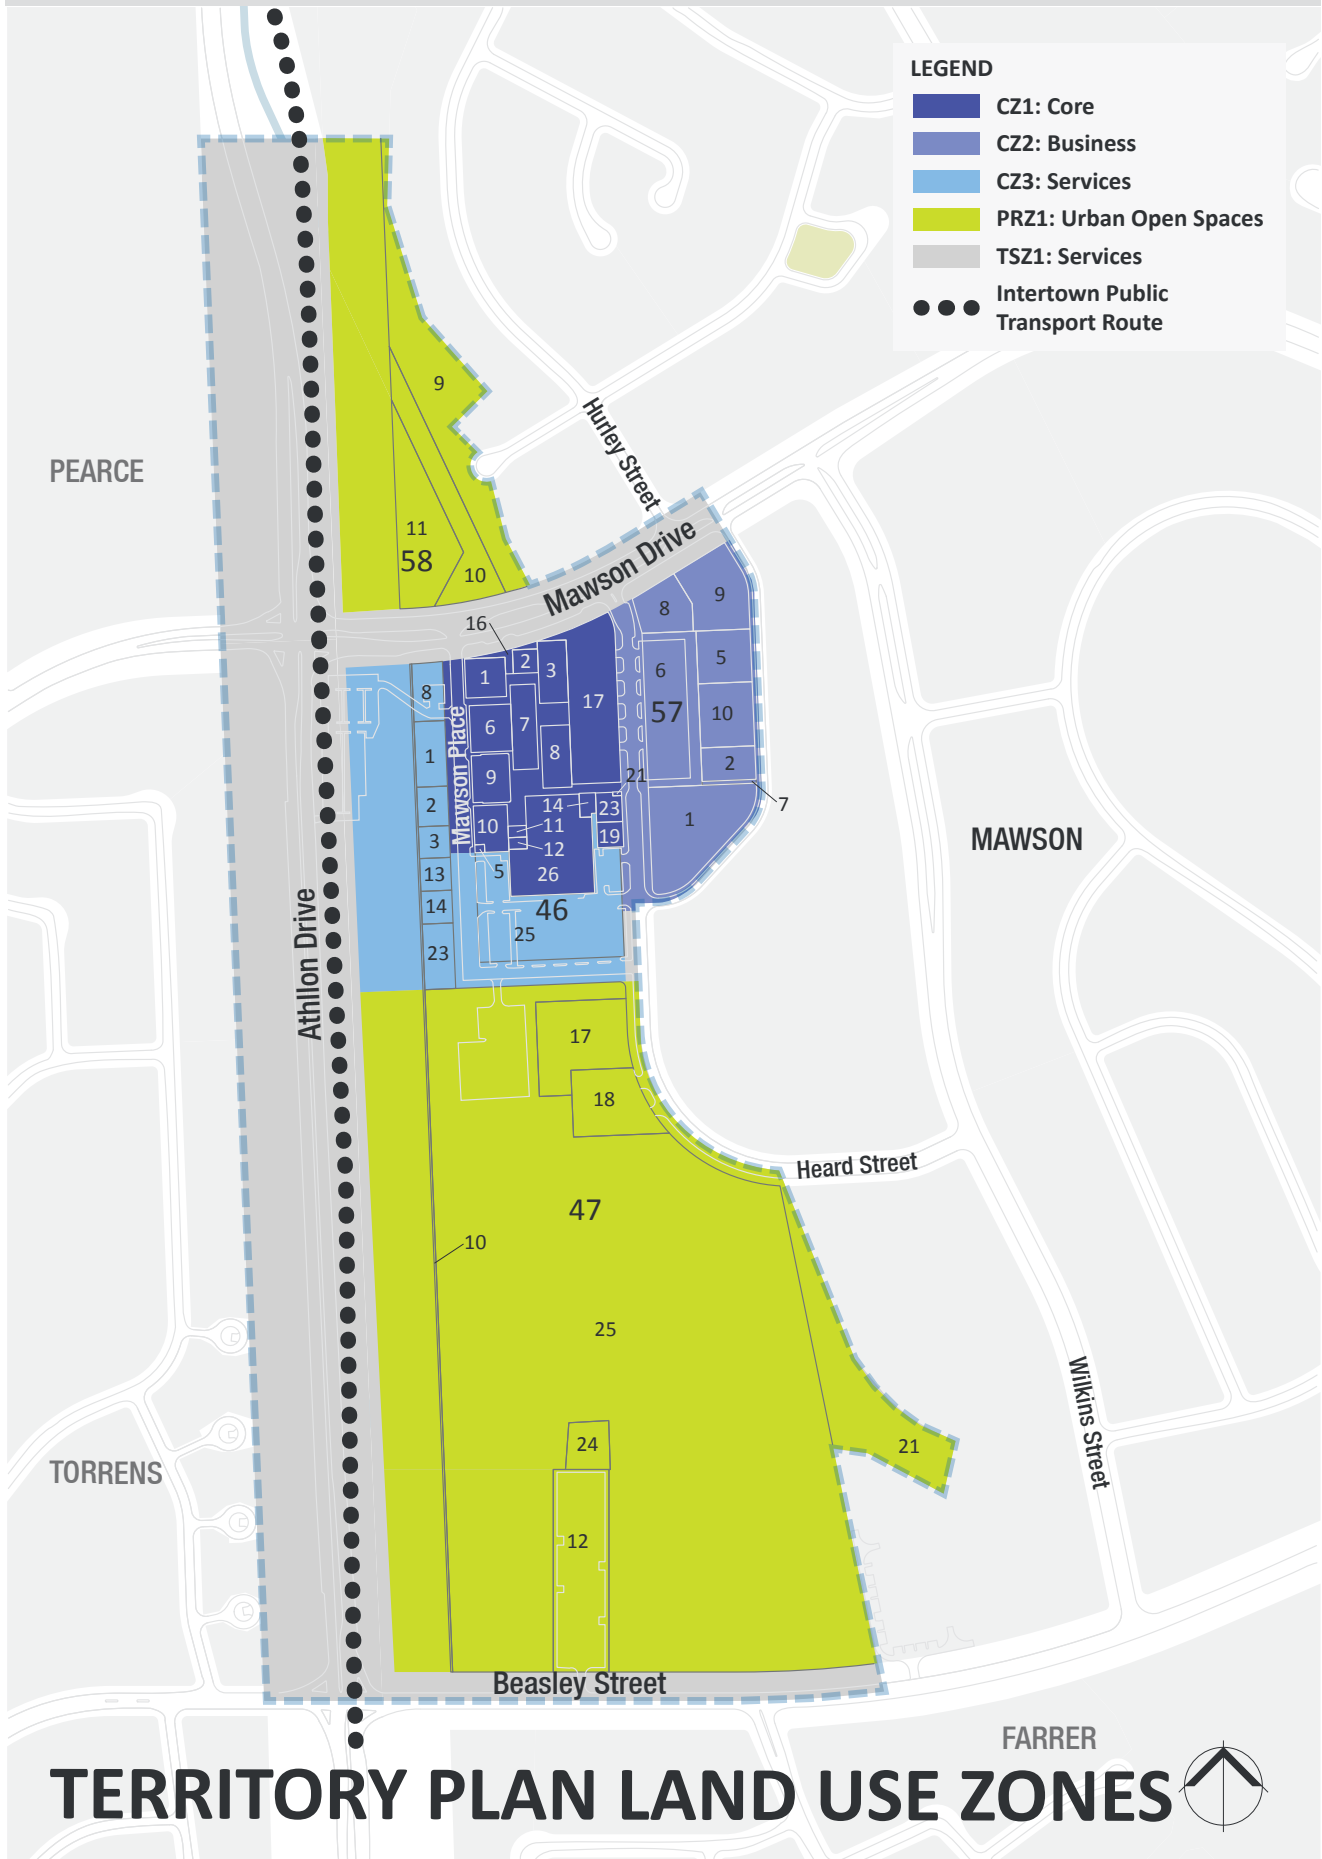 LEGEND
CZ1: Core
CZ2: Business
CZ3: Services
PRZ1: Urban Open Spaces
TSZ1: Services
Intertown Public
Transport Route
9
Hurley Street
PEARCE
11
58
10
Mawson Drive
16
9
8
5
6
57
10
2
7
1
1
2
3
17
6
7
8
9
10
14
11
12
26
21
23
19
Mawson Place
8
1
2
3
13
14
23
5
46
25
MAWSON
Athllon Drive
17
18
Heard Street
47
10
25
24
21
12
Wilkins Street
TORRENS
Beasley Street
FARRER
TERRITORY PLAN LAND USE ZONES